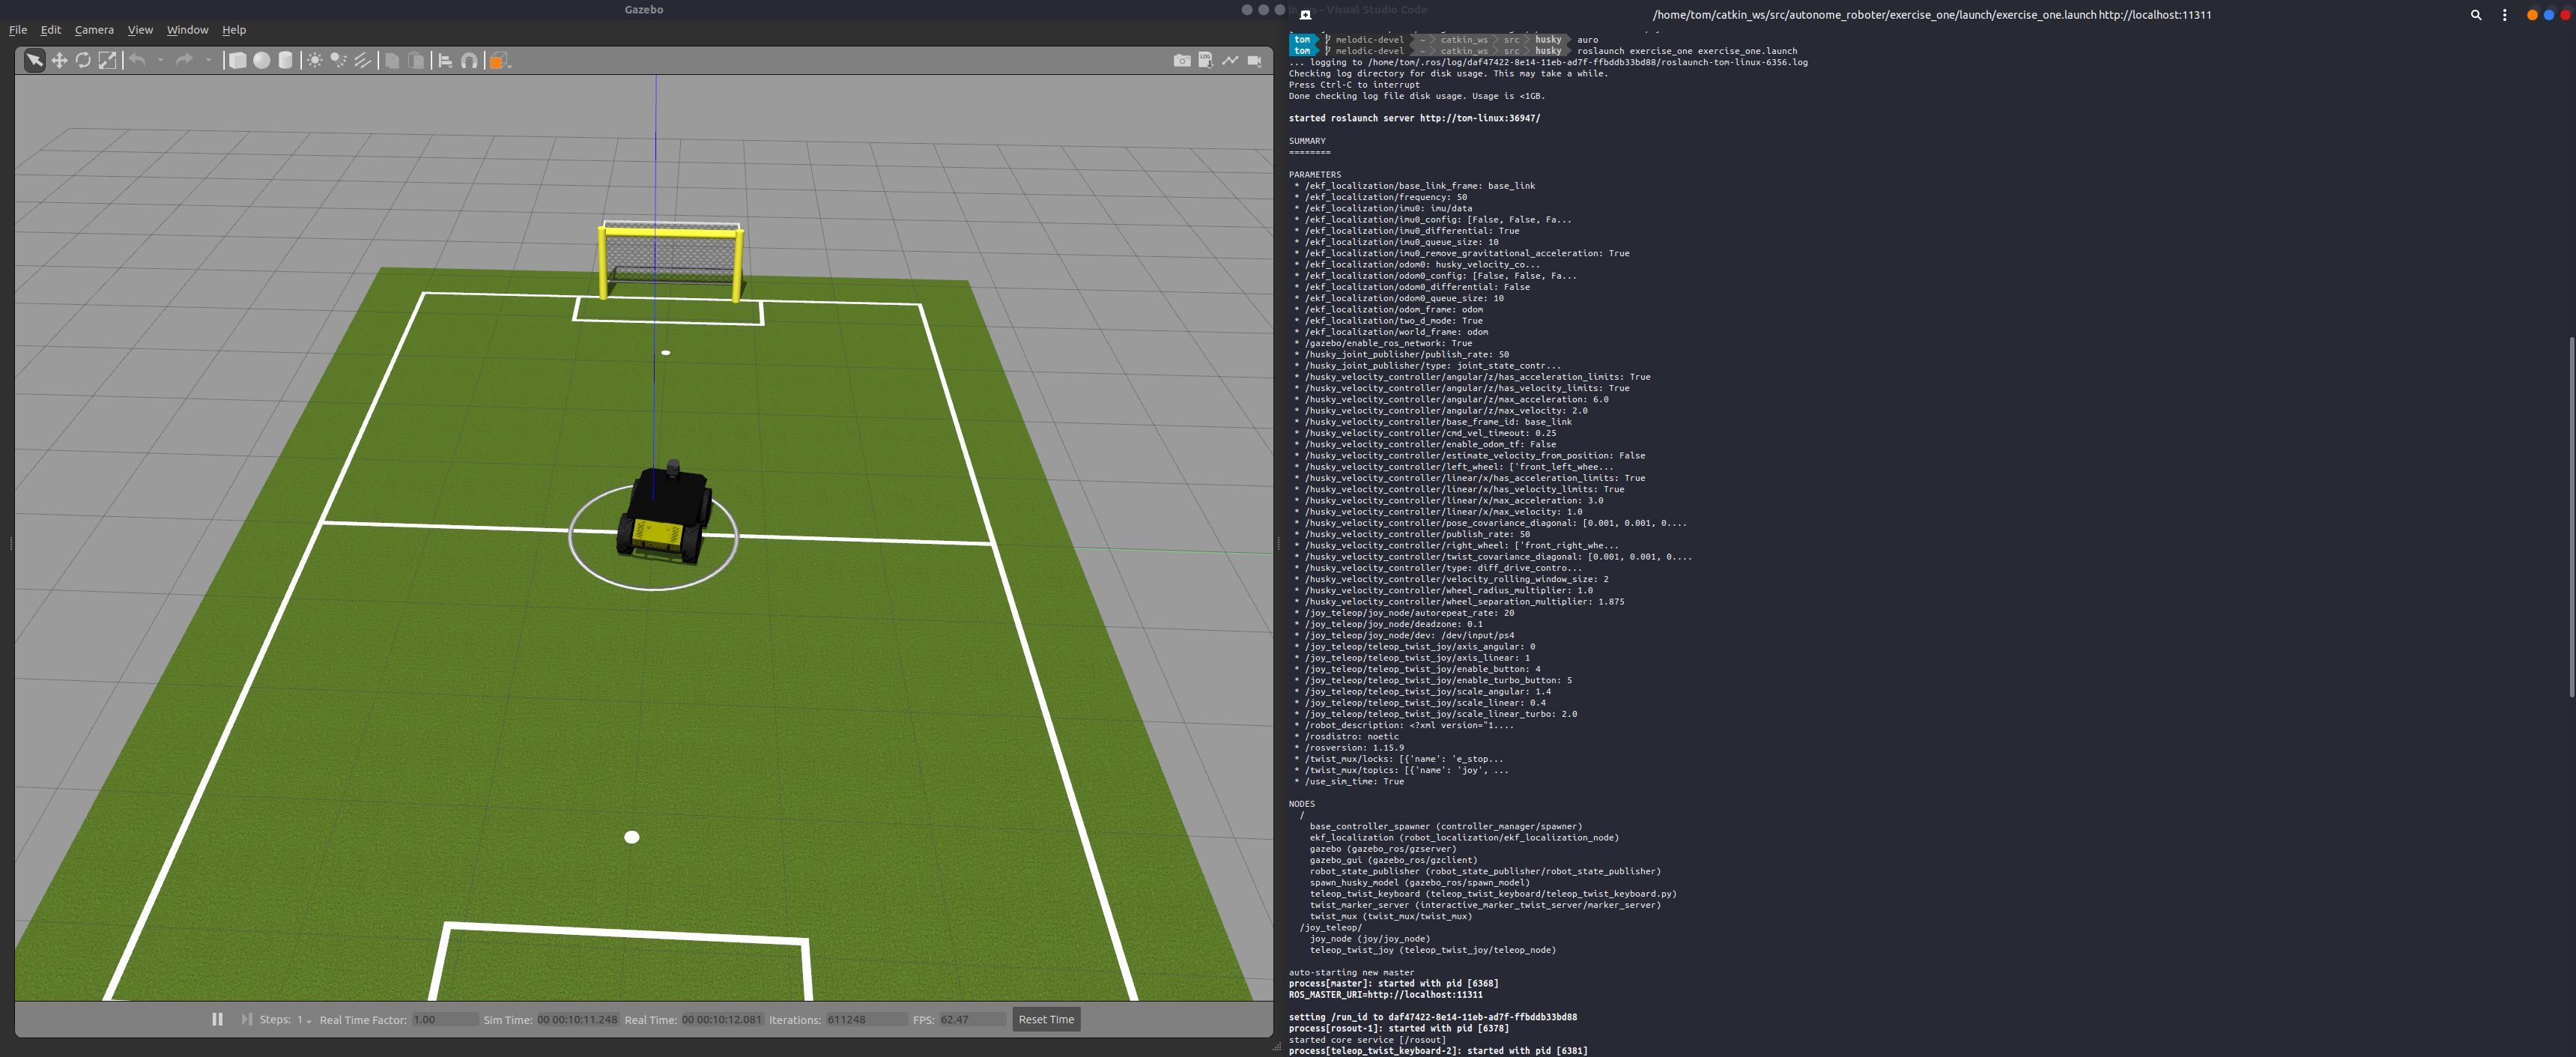 Gazebo
File Edit Camera View Window Help
Steps: 1 Real Time Factor: 1.00 Sim Time: 00 00:10:11.248 Real Time: 00 00:10:12.081 Iterations: 611248 FPS: 62.47 Reset Time
- Visual Studio Code
/home/tom/catkin_ws/src/autonome_roboter/exercise_one/launch/exercise_one.launch http://localhost:11311
tom melodic-devel ~ catkin_ws src husky auro
tom melodic-devel ~ catkin_ws src husky roslaunch exercise_one exercise_one.launch
... logging to /home/tom/.ros/log/daf47422-8e14-11eb-ad7f-ffbddb33bd88/roslaunch-tom-linux-6356.log
Checking log directory for disk usage. This may take a while.
Press Ctrl-C to interrupt
Done checking log file disk usage. Usage is <1GB.
started roslaunch server http://tom-linux:36947/
SUMMARY
========
PARAMETERS
* /ekf_localization/base_link_frame: base_link
* /ekf_localization/frequency: 50
* /ekf_localization/imu0: imu/data
* /ekf_localization/imu0_config: [False, False, Fa...
* /ekf_localization/imu0_differential: True
* /ekf_localization/imu0_queue_size: 10
* /ekf_localization/imu0_remove_gravitational_acceleration: True
* /ekf_localization/odom0: husky_velocity_co...
* /ekf_localization/odom0_config: [False, False, Fa...
* /ekf_localization/odom0_differential: False
* /ekf_localization/odom0_queue_size: 10
* /ekf_localization/odom_frame: odom
* /ekf_localization/two_d_mode: True
* /ekf_localization/world_frame: odom
* /gazebo/enable_ros_network: True
* /husky_joint_publisher/publish_rate: 50
* /husky_joint_publisher/type: joint_state_contr...
* /husky_velocity_controller/angular/z/has_acceleration_limits: True
* /husky_velocity_controller/angular/z/has_velocity_limits: True
* /husky_velocity_controller/angular/z/max_acceleration: 6.0
* /husky_velocity_controller/angular/z/max_velocity: 2.0
* /husky_velocity_controller/base_frame_id: base_link
* /husky_velocity_controller/cmd_vel_timeout: 0.25
* /husky_velocity_controller/enable_odom_tf: False
* /husky_velocity_controller/estimate_velocity_from_position: False
* /husky_velocity_controller/left_wheel: ['front_left_whee...
* /husky_velocity_controller/linear/x/has_acceleration_limits: True
* /husky_velocity_controller/linear/x/has_velocity_limits: True
* /husky_velocity_controller/linear/x/max_acceleration: 3.0
* /husky_velocity_controller/linear/x/max_velocity: 1.0
* /husky_velocity_controller/pose_covariance_diagonal: [0.001, 0.001, 0....
* /husky_velocity_controller/publish_rate: 50
* /husky_velocity_controller/right_wheel: ['front_right_whe...
* /husky_velocity_controller/twist_covariance_diagonal: [0.001, 0.001, 0....
* /husky_velocity_controller/type: diff_drive_contro...
* /husky_velocity_controller/velocity_rolling_window_size: 2
* /husky_velocity_controller/wheel_radius_multiplier: 1.0
* /husky_velocity_controller/wheel_separation_multiplier: 1.875
* /joy_teleop/joy_node/autorepeat_rate: 20
* /joy_teleop/joy_node/deadzone: 0.1
* /joy_teleop/joy_node/dev: /dev/input/ps4
* /joy_teleop/teleop_twist_joy/axis_angular: 0
* /joy_teleop/teleop_twist_joy/axis_linear: 1
* /joy_teleop/teleop_twist_joy/enable_button: 4
* /joy_teleop/teleop_twist_joy/enable_turbo_button: 5
* /joy_teleop/teleop_twist_joy/scale_angular: 1.4
* /joy_teleop/teleop_twist_joy/scale_linear: 0.4
* /joy_teleop/teleop_twist_joy/scale_linear_turbo: 2.0
* /robot_description: <?xml version="1....
* /rosdistro: noetic
* /rosversion: 1.15.9
* /twist_mux/locks: [{'name': 'e_stop...
* /twist_mux/topics: [{'name': 'joy', ...
* /use_sim_time: True
NODES
/
base_controller_spawner (controller_manager/spawner)
ekf_localization (robot_localization/ekf_localization_node)
gazebo (gazebo_ros/gzserver)
gazebo_gui (gazebo_ros/gzclient)
robot_state_publisher (robot_state_publisher/robot_state_publisher)
spawn_husky_model (gazebo_ros/spawn_model)
teleop_twist_keyboard (teleop_twist_keyboard/teleop_twist_keyboard.py)
twist_marker_server (interactive_marker_twist_server/marker_server)
twist_mux (twist_mux/twist_mux)
/joy_teleop/
joy_node (joy/joy_node)
teleop_twist_joy (teleop_twist_joy/teleop_node)
auto-starting new master
process[master]: started with pid [6368]
ROS_MASTER_URI=http://localhost:11311
setting /run_id to daf47422-8e14-11eb-ad7f-ffbddb33bd88
process[rosout-1]: started with pid [6378]
started core service [/rosout]
process[teleop_twist_keyboard-2]: started with pid [6381]